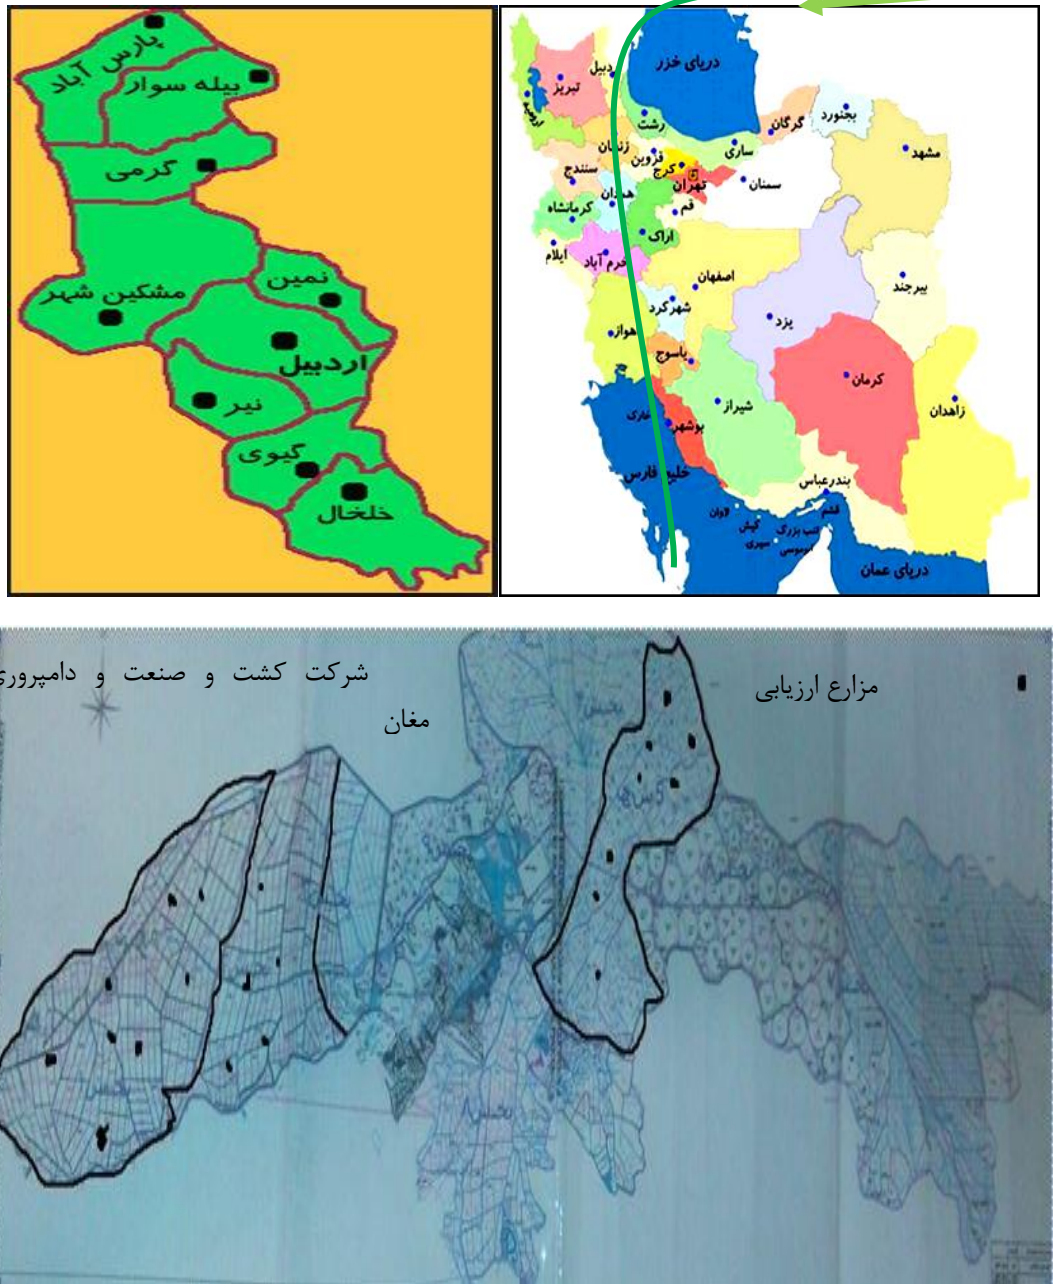 پارس آباد
بیله سوار
گرمی
نمین
مشکین شهر
اردبیل
نیر
گیوی
خلخال
دریای خزر
دبیل
تبریز
رشت
گرگان
بجنورد
مشهد
زنجان
قزوین
ساری
کرج
تهران
سمنان
سنندج
همدان
کرمانشاه
قم
اراک
ایلام
خرم آباد
اصفهان
بیرجند
شهرکرد
یزد
اهواز
یاسوج
کرمان
شیراز
زاهدان
خارک
بوشهر
خلیج فارس
بندرعباس
قشم
لاوان
کیش
تنب بزرگ
سیری
ابوموسی
دریای عمان
شرکت کشت و صنعت و دامپروری
مغان
مزارع ارزیابی